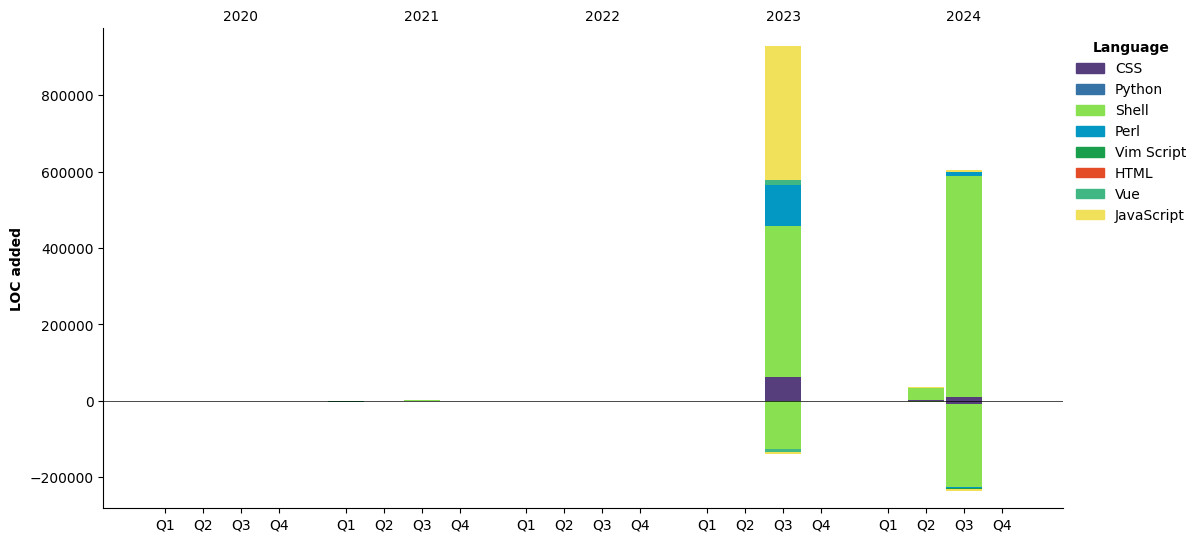 2020 2021 2022 2023 2024
Language
CSS
Python
Shell
Perl
Vim Script
HTML
Vue
JavaScript
LOC added
800000
600000
400000
200000
0
−200000
Q1 Q2 Q3 Q4 Q1 Q2 Q3 Q4 Q1 Q2 Q3 Q4 Q1 Q2 Q3 Q4 Q1 Q2 Q3 Q4